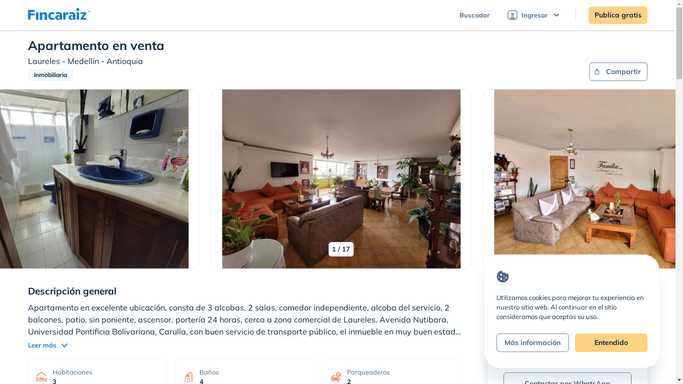 Fincaraiz
Buscador
Ingresar
Publica gratis
Apartamento en venta
Laureles - Medellín - Antioquia
Inmobiliaria
Compartir
Familia
1 / 17
Descripción general
Apartamento en excelente ubicación, consta de 3 alcobas, 2 salas, comedor independiente, alcoba del servicio, 2
balcones, patio, sin poniente, ascensor, portería 24 horas, cerca a zona comercial de Laureles, Avenida Nutibara,
Universidad Pontificia Bolivariana, Carulla, con buen servicio de transporte público, el inmueble en muy buen estad...
Leer más
Utilizamos cookies para mejorar tu experiencia en
nuestro sitio web. Al continuar en el sitio
consideramos que aceptas su uso.
Más información
Entendido
Habitaciones
3
Baños
4
Parqueaderos
2
Contactar por WhatsApp